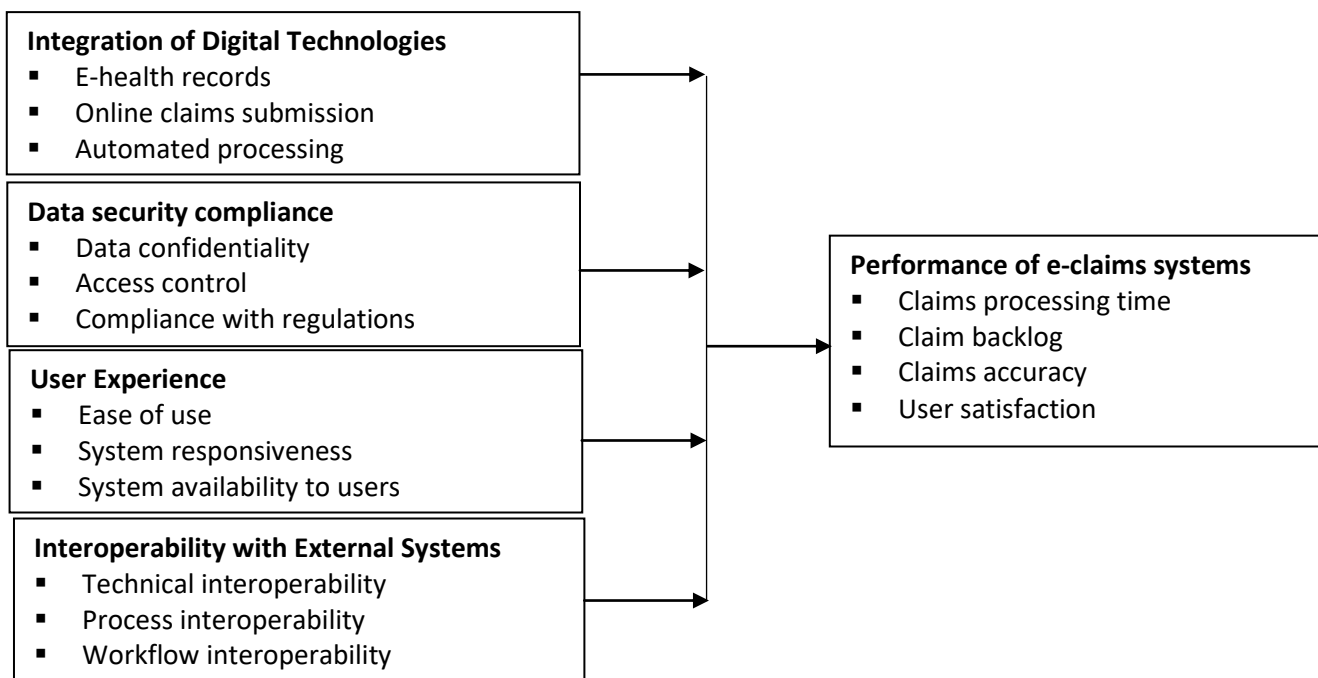 Integration of Digital Technologies
▪ E-health records
▪ Online claims submission
▪ Automated processing
Data security compliance
▪ Data confidentiality
▪ Access control
▪ Compliance with regulations
User Experience
▪ Ease of use
▪ System responsiveness
▪ System availability to users
Interoperability with External Systems
▪ Technical interoperability
▪ Process interoperability
▪ Workflow interoperability
Performance of e-claims systems
▪ Claims processing time
▪ Claim backlog
▪ Claims accuracy
▪ User satisfaction